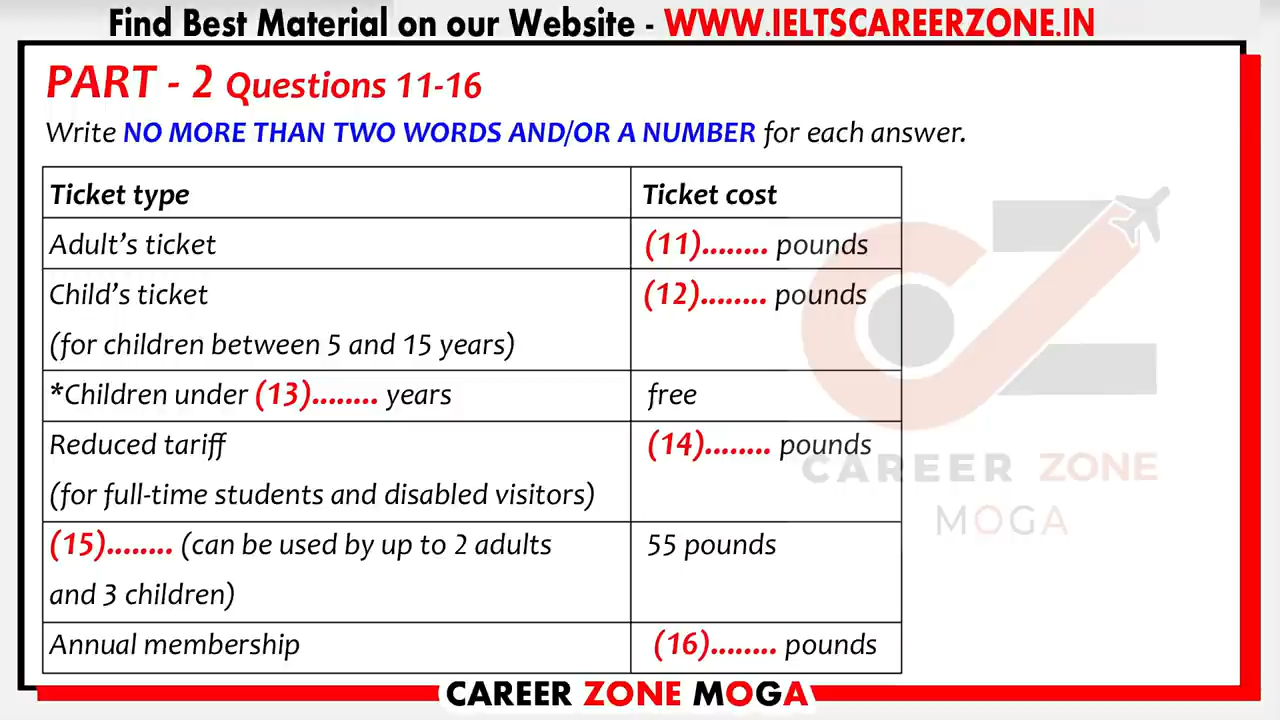 Find Best Material on our Website - WWW.IELTSCAREERZONE.IN
PART - 2 Questions 11-16
Write NO MORE THAN TWO WORDS AND/OR A NUMBER for each answer.
Ticket type Ticket cost
Adult's ticket (11)........ pounds
Child's ticket (12)........ pounds
(for children between 5 and 15 years)
*Children under (13)........ years free
Reduced tariff (14)........ pounds
(for full-time students and disabled visitors)
(15)........ (can be used by up to 2 adults 55 pounds
and 3 children)
Annual membership (16)........ pounds
CAREER ZONE
MOGA
CAREER ZONE MOGA